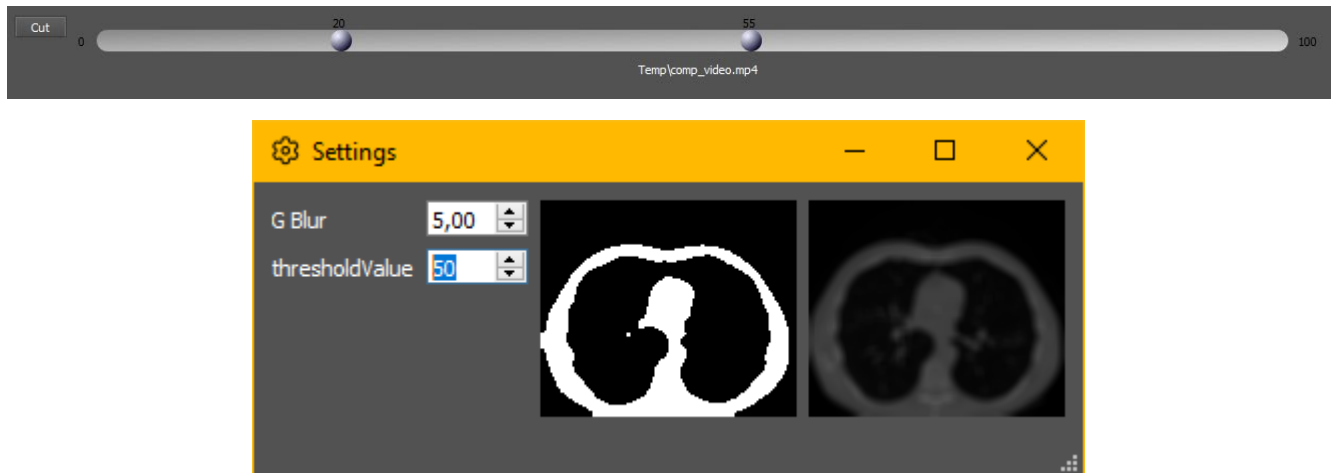 Cut
20
55
0
100
Temp\comp_video.mp4
Settings
G Blur 5,00
thresholdValue 50